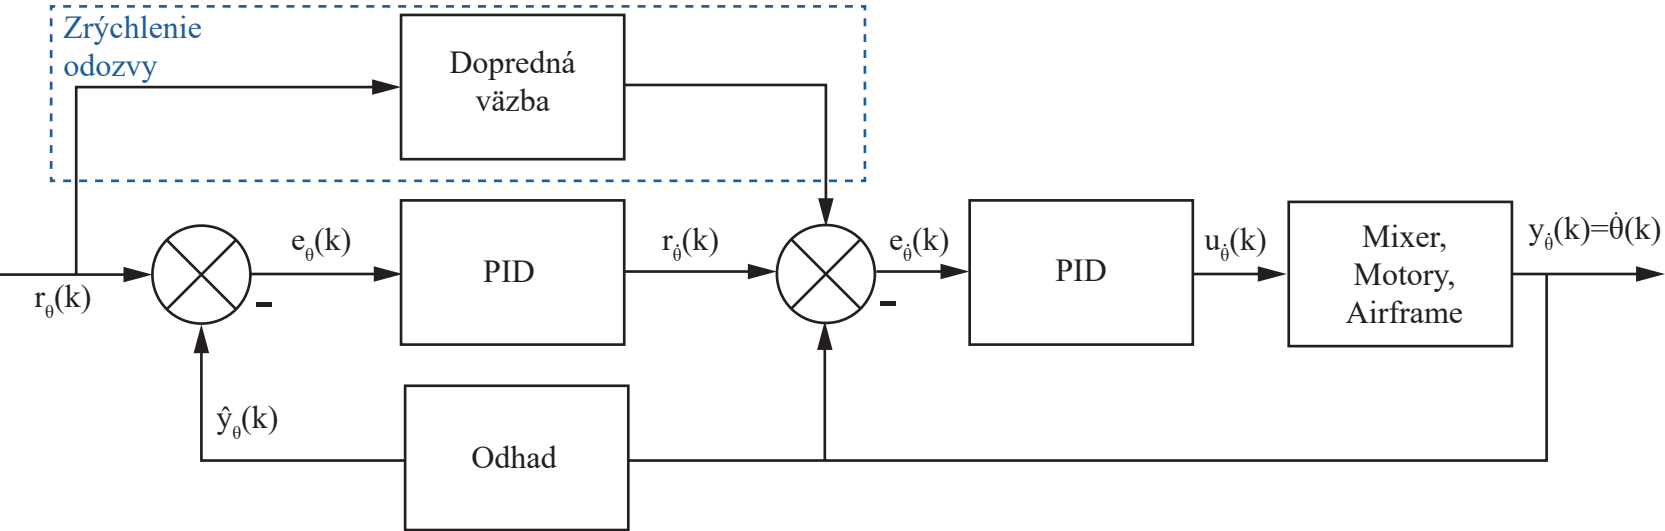 Zrýchlenie
odozvy
Dopredná
väzba
r_θ(k)
e_θ(k)
PID
r_θ̇(k)
e_θ̇(k)
PID
u_θ̇(k)
Mixer,
Motory,
Airframe
y_θ̇(k)=θ̇(k)
-
-
ŷ_θ(k)
Odhad